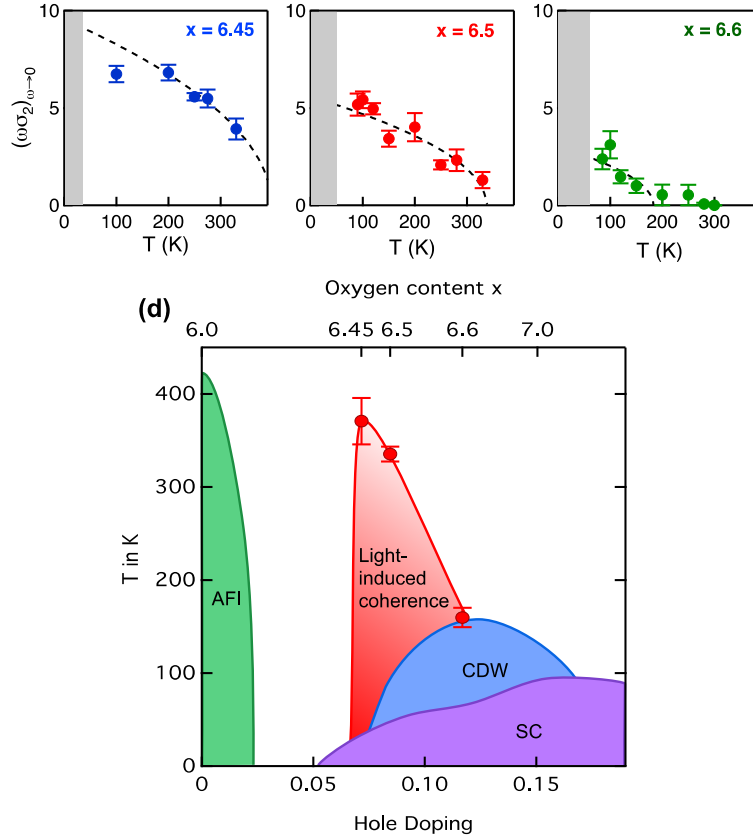 10
5
0
(ωσ2)ω→0
x = 6.45
0 100 200 300
T (K)
10
5
0
x = 6.5
0 100 200 300
T (K)
10
5
0
x = 6.6
0 100 200 300
T (K)
Oxygen content x
(d)
6.0 6.45 6.5 6.6 7.0
400
300
200
100
0
T in K
AFI
Light-
induced
coherence
CDW
SC
0 0.05 0.10 0.15
Hole Doping